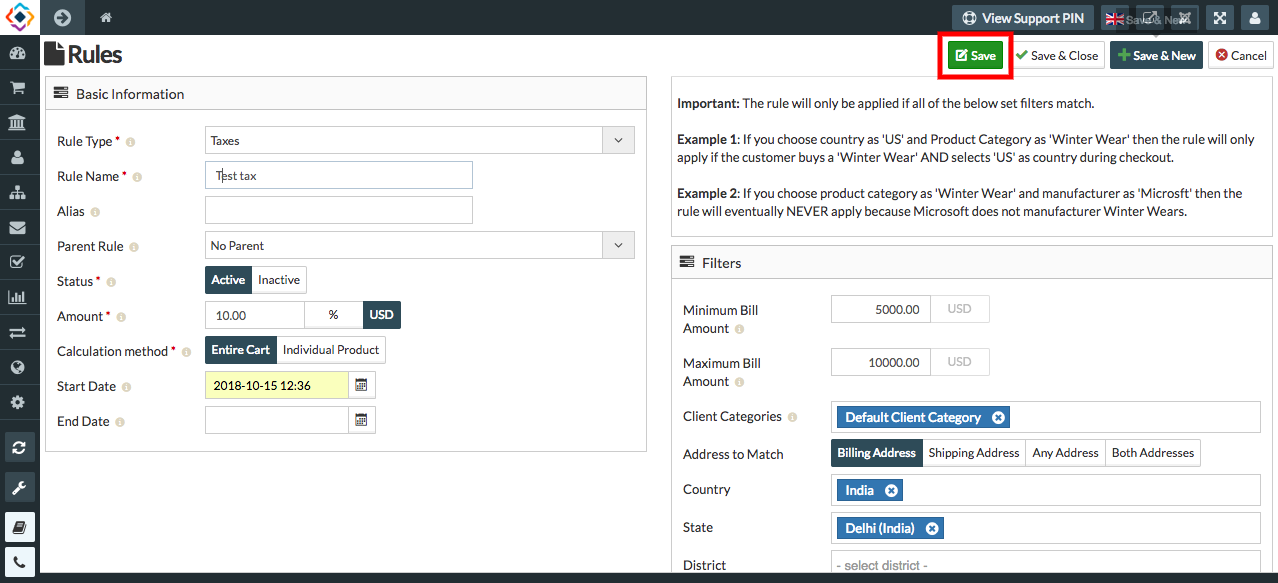 View Support PIN
Save & New
Rules
Save
Save & Close
Save & New
Cancel
Basic Information
Rule Type *
Taxes
Rule Name *
Test tax
Alias
Parent Rule
No Parent
Status *
Active
Inactive
Amount *
10.00
%
USD
Calculation method *
Entire Cart
Individual Product
Start Date
2018-10-15 12:36
End Date
Important: The rule will only be applied if all of the below set filters match.
Example 1: If you choose country as 'US' and Product Category as 'Winter Wear' then the rule will only
apply if the customer buys a 'Winter Wear' AND selects 'US' as country during checkout.
Example 2: If you choose product category as 'Winter Wear' and manufacturer as 'Microsft' then the
rule will eventually NEVER apply because Microsoft does not manufacturer Winter Wears.
Filters
Minimum Bill
Amount
5000.00
USD
Maximum Bill
Amount
10000.00
USD
Client Categories
Default Client Category
Address to Match
Billing Address
Shipping Address
Any Address
Both Addresses
Country
India
State
Delhi (India)
District
- select district -